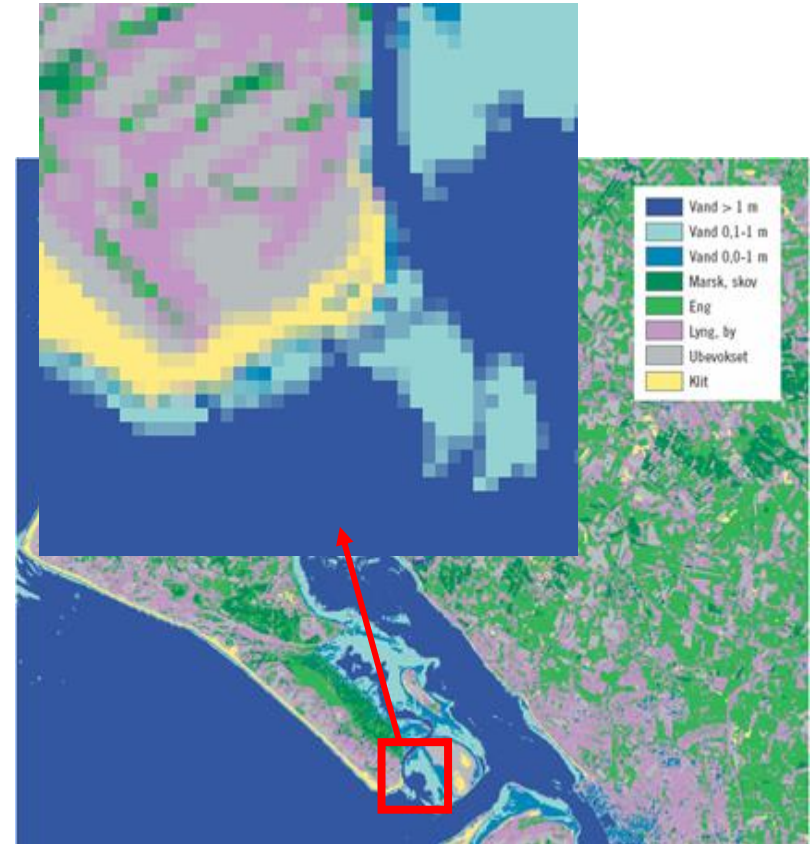 Vand > 1 m
Vand 0,1-1 m
Vand 0,0-1 m
Marsk, skov
Eng
Lyng, by
Ubevokset
Klit